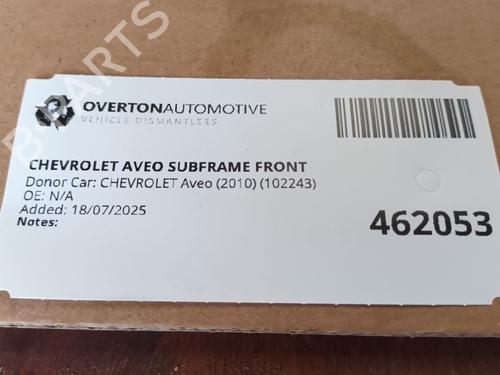 B-PARTS
OVERTONAUTOMOTIVE
VEHICLE DISMANTLERS
CHEVROLET AVEO SUBFRAME FRONT
Donor Car: CHEVROLET Aveo (2010) (102243)
OE: N/A
Added: 18/07/2025
Notes:
462053